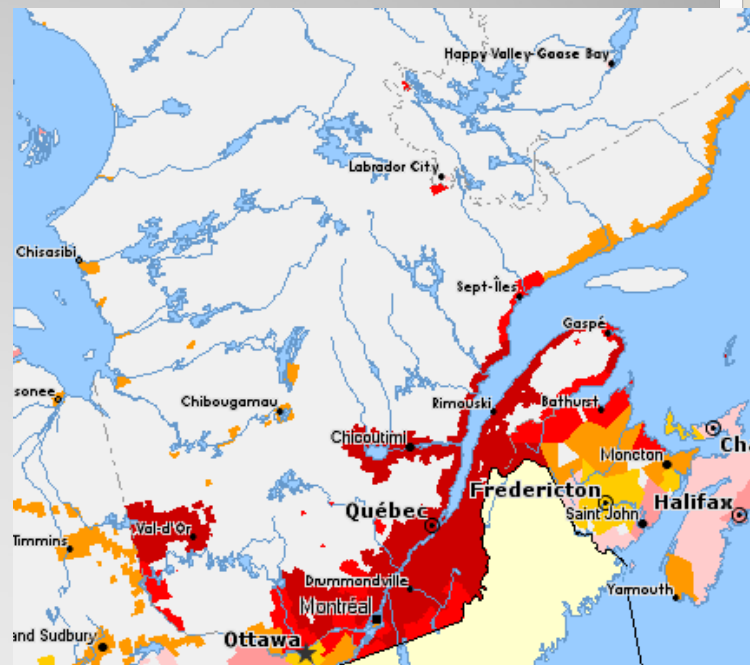 Happy Valley-Goose Bay
Labrador City
Chisasibi
Sept-Îles
Gaspé
sonee
Chibougamau
Rimouski
Bathurst
Chicoutimi
Ch
Moncton
Fredericton
Québec
Halifax
Saint John
Val-d'Or
Timmins
Drummondville
Yarmouth
Montréal
and Sudbury
Ottawa